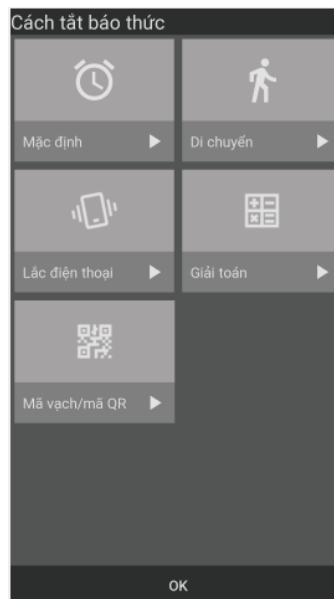 Cách tắt báo thức
Mặc định
Di chuyển
Lắc điện thoại
Giải toán
Mã vạch/mã QR
OK